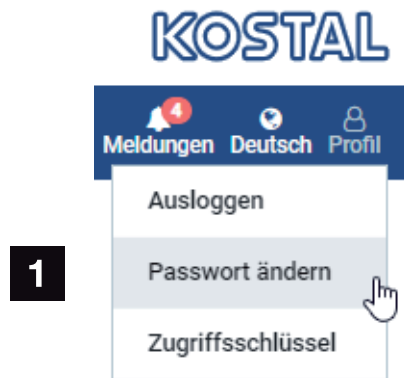 KOSTAL
4
Meldungen Deutsch Profil
Ausloggen
1 Passwort ändern
Zugriffsschlüssel